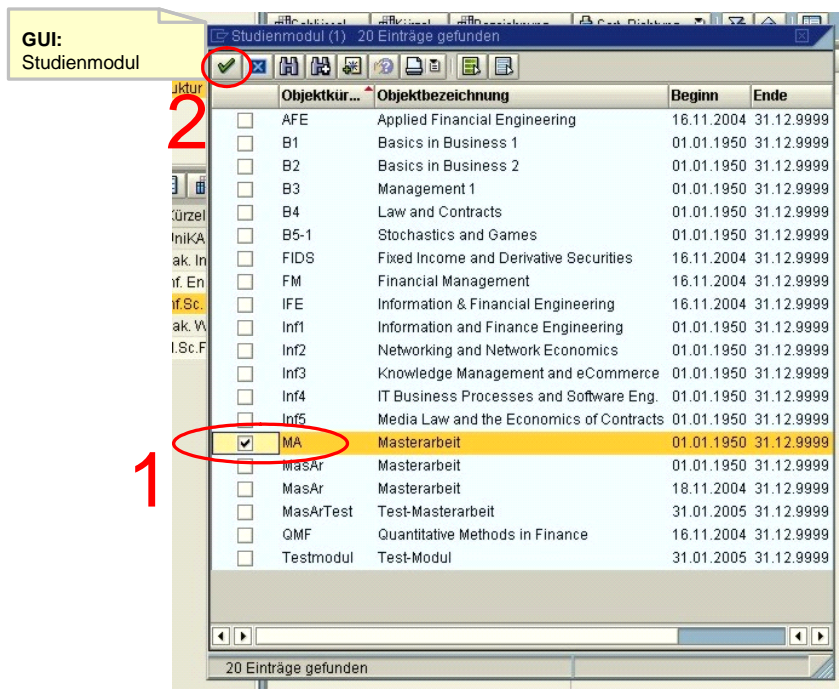 GUI:
Studienmodul
Studienmodul (1) 20 Einträge gefunden
Objektkür... Objektbezeichnung Beginn Ende
AFE Applied Financial Engineering 16.11.2004 31.12.9999
B1 Basics in Business 1 01.01.1950 31.12.9999
B2 Basics in Business 2 01.01.1950 31.12.9999
B3 Management 1 01.01.1950 31.12.9999
B4 Law and Contracts 01.01.1950 31.12.9999
B5-1 Stochastics and Games 01.01.1950 31.12.9999
FIDS Fixed Income and Derivative Securities 16.11.2004 31.12.9999
FM Financial Management 16.11.2004 31.12.9999
IFE Information & Financial Engineering 16.11.2004 31.12.9999
Inf1 Information and Finance Engineering 01.01.1950 31.12.9999
Inf2 Networking and Network Economics 01.01.1950 31.12.9999
Inf3 Knowledge Management and eCommerce 01.01.1950 31.12.9999
Inf4 IT Business Processes and Software Eng. 01.01.1950 31.12.9999
Inf5 Media Law and the Economics of Contracts 01.01.1950 31.12.9999
MA Masterarbeit 01.01.1950 31.12.9999
MasAr Masterarbeit 01.01.1950 31.12.9999
MasAr Masterarbeit 18.11.2004 31.12.9999
MasArTest Test-Masterarbeit 31.01.2005 31.12.9999
QMF Quantitative Methods in Finance 16.11.2004 31.12.9999
Testmodul Test-Modul 31.01.2005 31.12.9999
20 Einträge gefunden
uktur
2
Kürzel
UniKA
ak. In
nf. En
nf.Sc.
ak. W
I.Sc.F
1